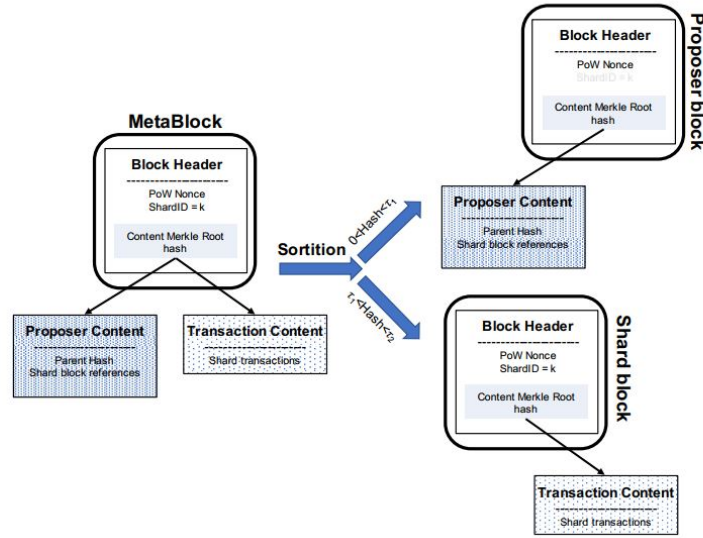 MetaBlock
Block Header
PoW Nonce
ShardID = k
Content Merkle Root
hash
Proposer Content
Parent Hash
Shard block references
Transaction Content
Shard transactions
Sortition
0<Hash<τ₁
τ₁<Hash<τ₂
Proposer block
Block Header
PoW Nonce
ShardID = k
Content Merkle Root
hash
Proposer Content
Parent Hash
Shard block references
Shard block
Block Header
PoW Nonce
ShardID = k
Content Merkle Root
hash
Transaction Content
Shard transactions